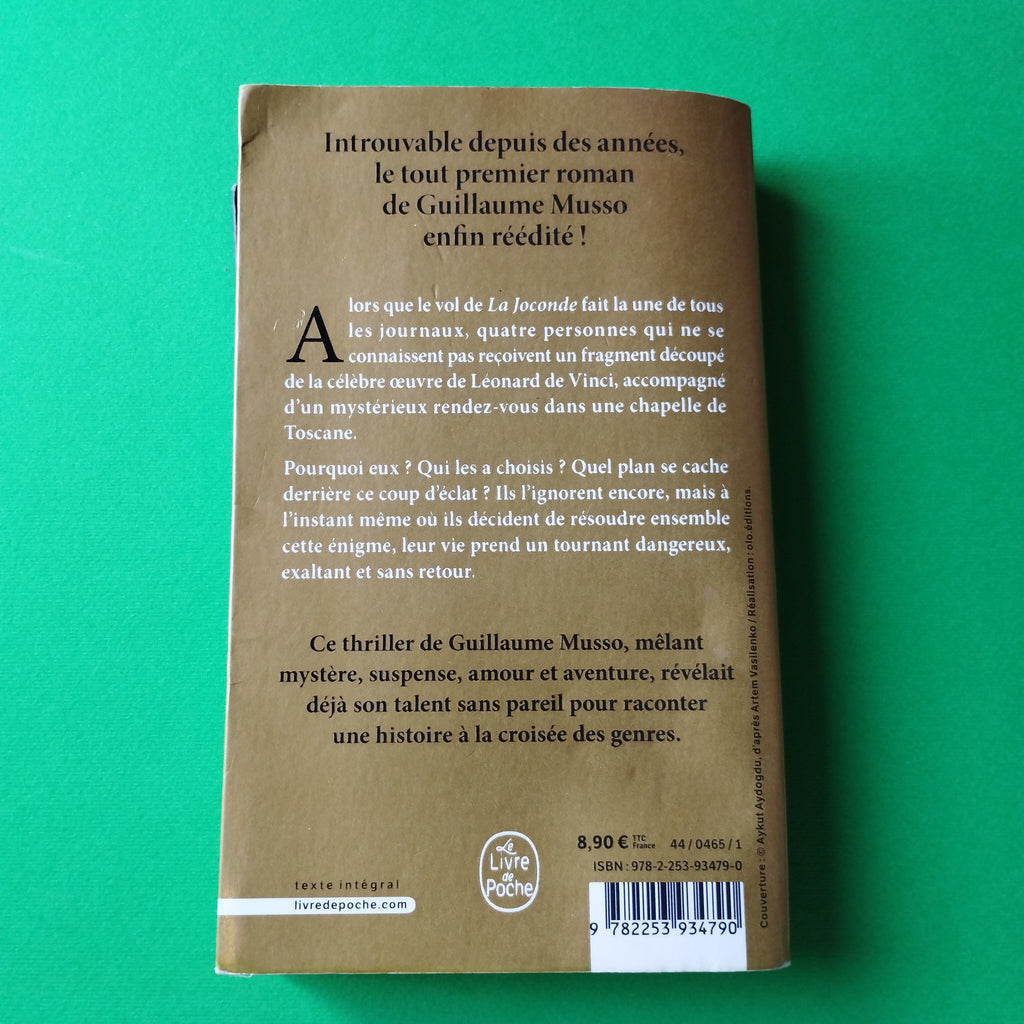 Introuvable depuis des années,
le tout premier roman
de Guillaume Musso
enfin réédité !
Alors que le vol de La Joconde fait la une de tous
les journaux, quatre personnes qui ne se
connaissent pas reçoivent un fragment découpé
de la célèbre œuvre de Léonard de Vinci, accompagné
d'un mystérieux rendez-vous dans une chapelle de
Toscane.
Pourquoi eux ? Qui les a choisis ? Quel plan se cache
derrière ce coup d'éclat ? Ils l'ignorent encore, mais à
l'instant même où ils décident de résoudre ensemble
cette énigme, leur vie prend un tournant dangereux,
exaltant et sans retour.
Ce thriller de Guillaume Musso, mêlant
mystère, suspense, amour et aventure, révélait
déjà son talent sans pareil pour raconter
une histoire à la croisée des genres.
texte intégral
livredepoche.com
Le
Livre
de
Poche
8,90 € TTC France 44 / 0465 / 1
ISBN : 978-2-253-93479-0
9 782253 934790
Couverture : © Aykut Aydogdu, d'après Artem Vasilenko / Réalisation : olo.éditions.